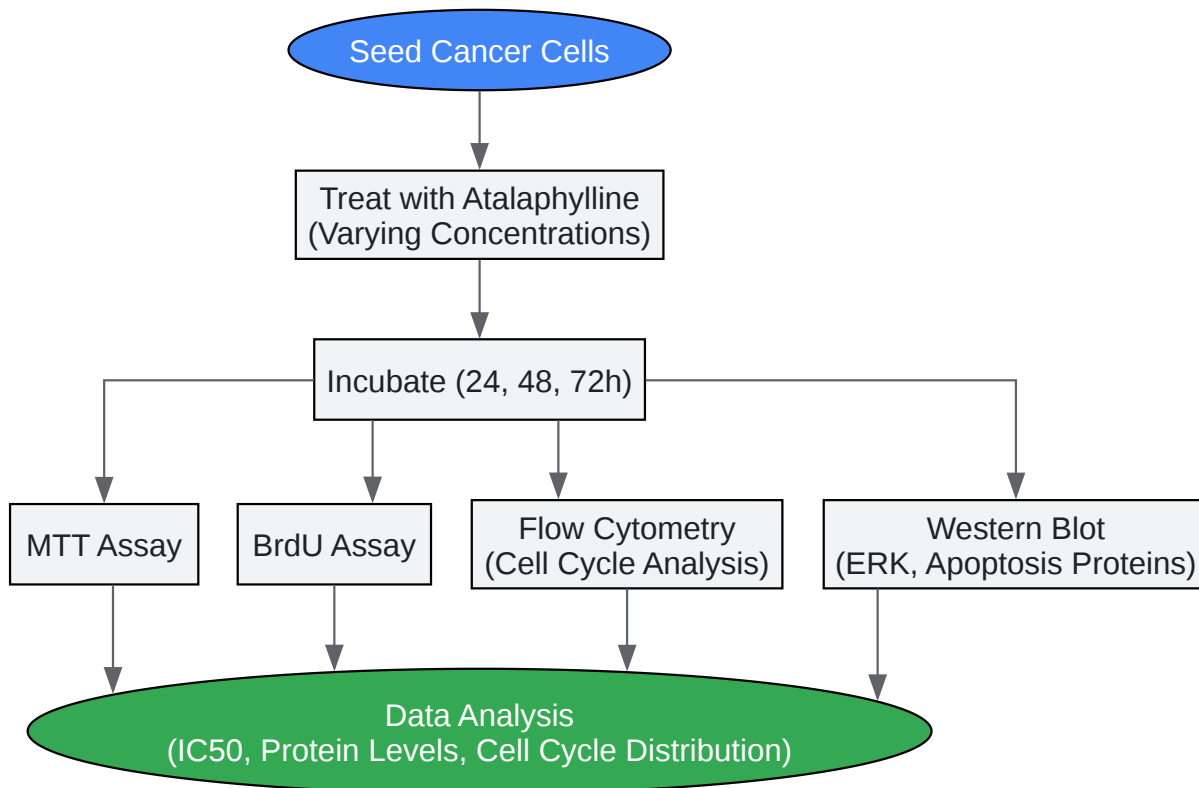 Seed Cancer Cells
Treat with Atalaphylline
(Varying Concentrations)
Incubate (24, 48, 72h)
MTT Assay
BrdU Assay
Flow Cytometry
(Cell Cycle Analysis)
Western Blot
(ERK, Apoptosis Proteins)
Data Analysis
(IC50, Protein Levels, Cell Cycle Distribution)